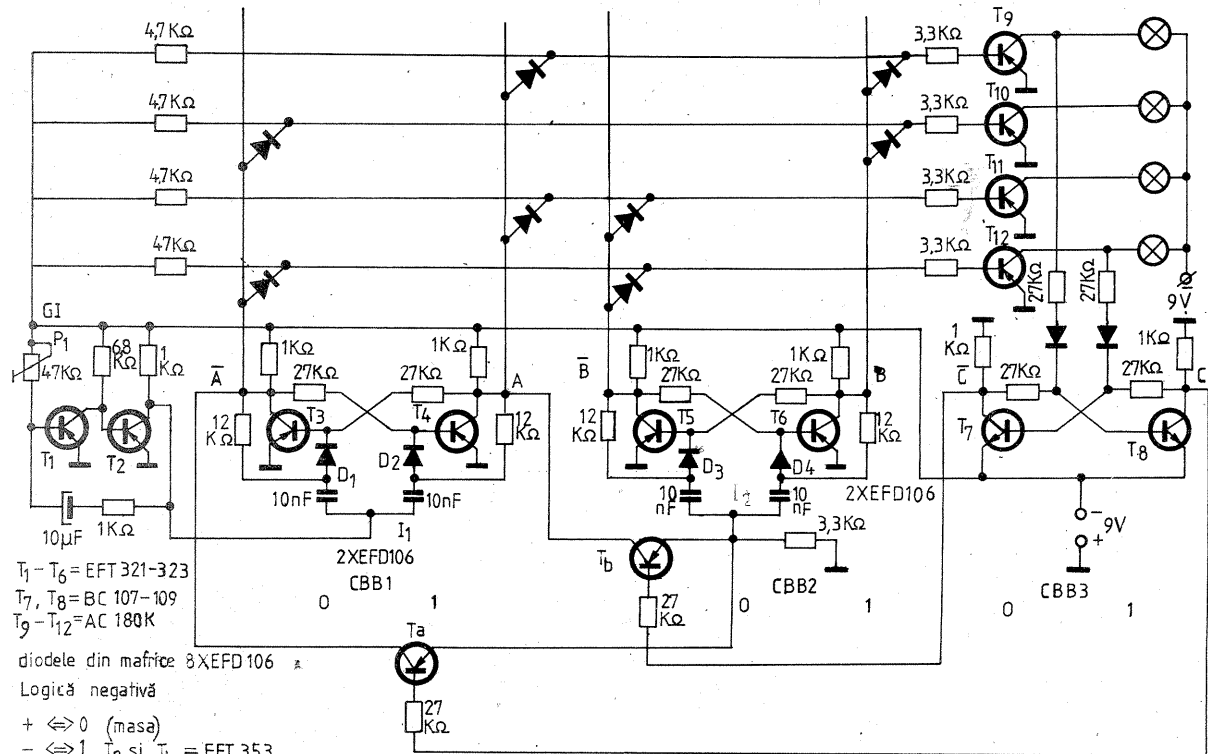 4,7KΩ
3,3KΩ
T9
4,7KΩ
3,3KΩ
T10
4,7KΩ
3,3KΩ
T11
47KΩ
3,3KΩ
T12
27KΩ
27KΩ
9V
GI
P1
47KΩ
68 KΩ
1 KΩ
1KΩ
1KΩ
1KΩ
1KΩ
1 KΩ
1KΩ
A
27KΩ
27KΩ
A
B
27KΩ
27KΩ
B
C
27KΩ
27KΩ
C
12 KΩ
T3
T4
12 KΩ
12 KΩ
T5
T6
12 KΩ
T7
T8
T1
T2
D1
D2
D3
D4
10nF
10nF
10 nF
10 nF
2XEFD106
10µF
1KΩ
I1
I2
3,3KΩ
- 9V
+
2XEFD106
CBB1
Tb
CBB2
CBB3
0 1
0 1
0 1
27 KΩ
T1-T6= EFT 321-323
T7, T8= BC 107-109
T9-T12= AC 180K
Ta
diodele din matrice 8XEFD106
Logică negativă
27 KΩ
+ <=> 0 (masa)
- <=> 1 Ta si Tb = EFT 353